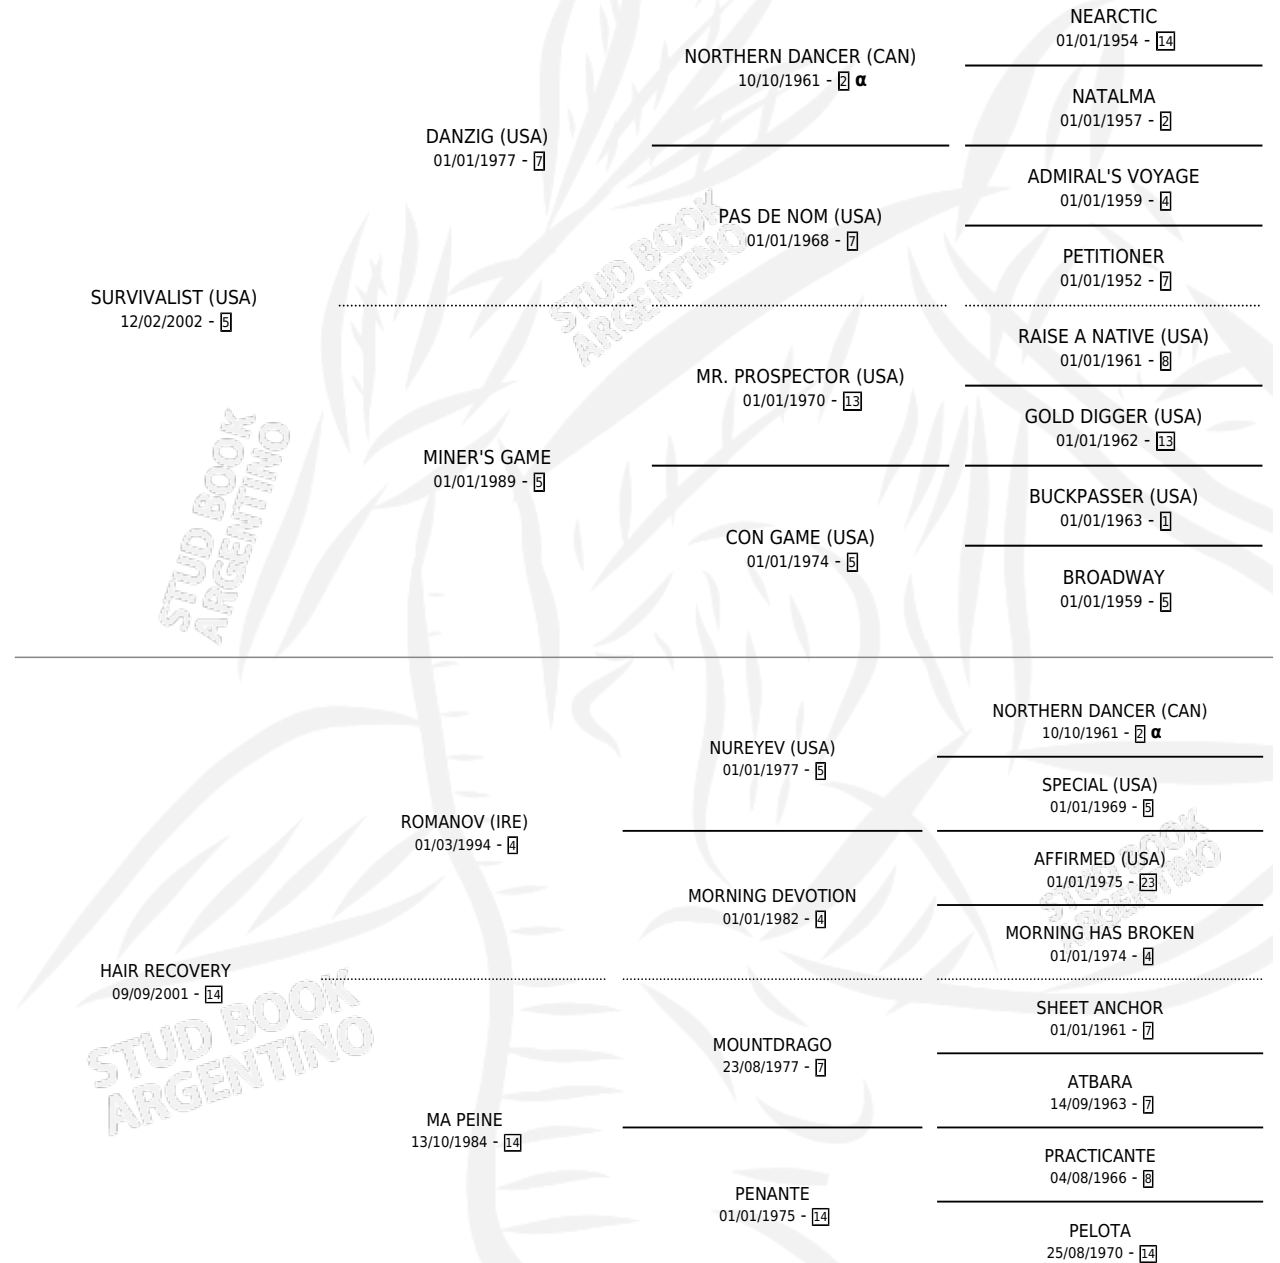 NEARCTIC
01/01/1954 - 14
NORTHERN DANCER (CAN)
10/10/1961 - 2 α
NATALMA
01/01/1957 - 2
DANZIG (USA)
01/01/1977 - 7
ADMIRAL'S VOYAGE
01/01/1959 - 4
PAS DE NOM (USA)
01/01/1968 - 7
PETITIONER
01/01/1952 - 7
SURVIVALIST (USA)
12/02/2002 - 5
RAISE A NATIVE (USA)
01/01/1961 - 8
MR. PROSPECTOR (USA)
01/01/1970 - 13
GOLD DIGGER (USA)
01/01/1962 - 13
MINER'S GAME
01/01/1989 - 5
BUCKPASSER (USA)
01/01/1963 - 1
CON GAME (USA)
01/01/1974 - 5
BROADWAY
01/01/1959 - 5
NORTHERN DANCER (CAN)
10/10/1961 - 2 α
NUREYEV (USA)
01/01/1977 - 5
SPECIAL (USA)
01/01/1969 - 5
ROMANOV (IRE)
01/03/1994 - 4
AFFIRMED (USA)
01/01/1975 - 23
MORNING DEVOTION
01/01/1982 - 4
MORNING HAS BROKEN
01/01/1974 - 4
HAIR RECOVERY
09/09/2001 - 14
SHEET ANCHOR
01/01/1961 - 7
MOUNTDRAGO
23/08/1977 - 7
ATBARA
14/09/1963 - 7
MA PEINE
13/10/1984 - 14
PRACTICANTE
04/08/1966 - 8
PENANTE
01/01/1975 - 14
PELOTA
25/08/1970 - 14
STUD BOOK
ARGENTINO
STUD BOOK
ARGENTINO
STUD BOOK
ARGENTINO
STUD BOOK
ARGENTINO